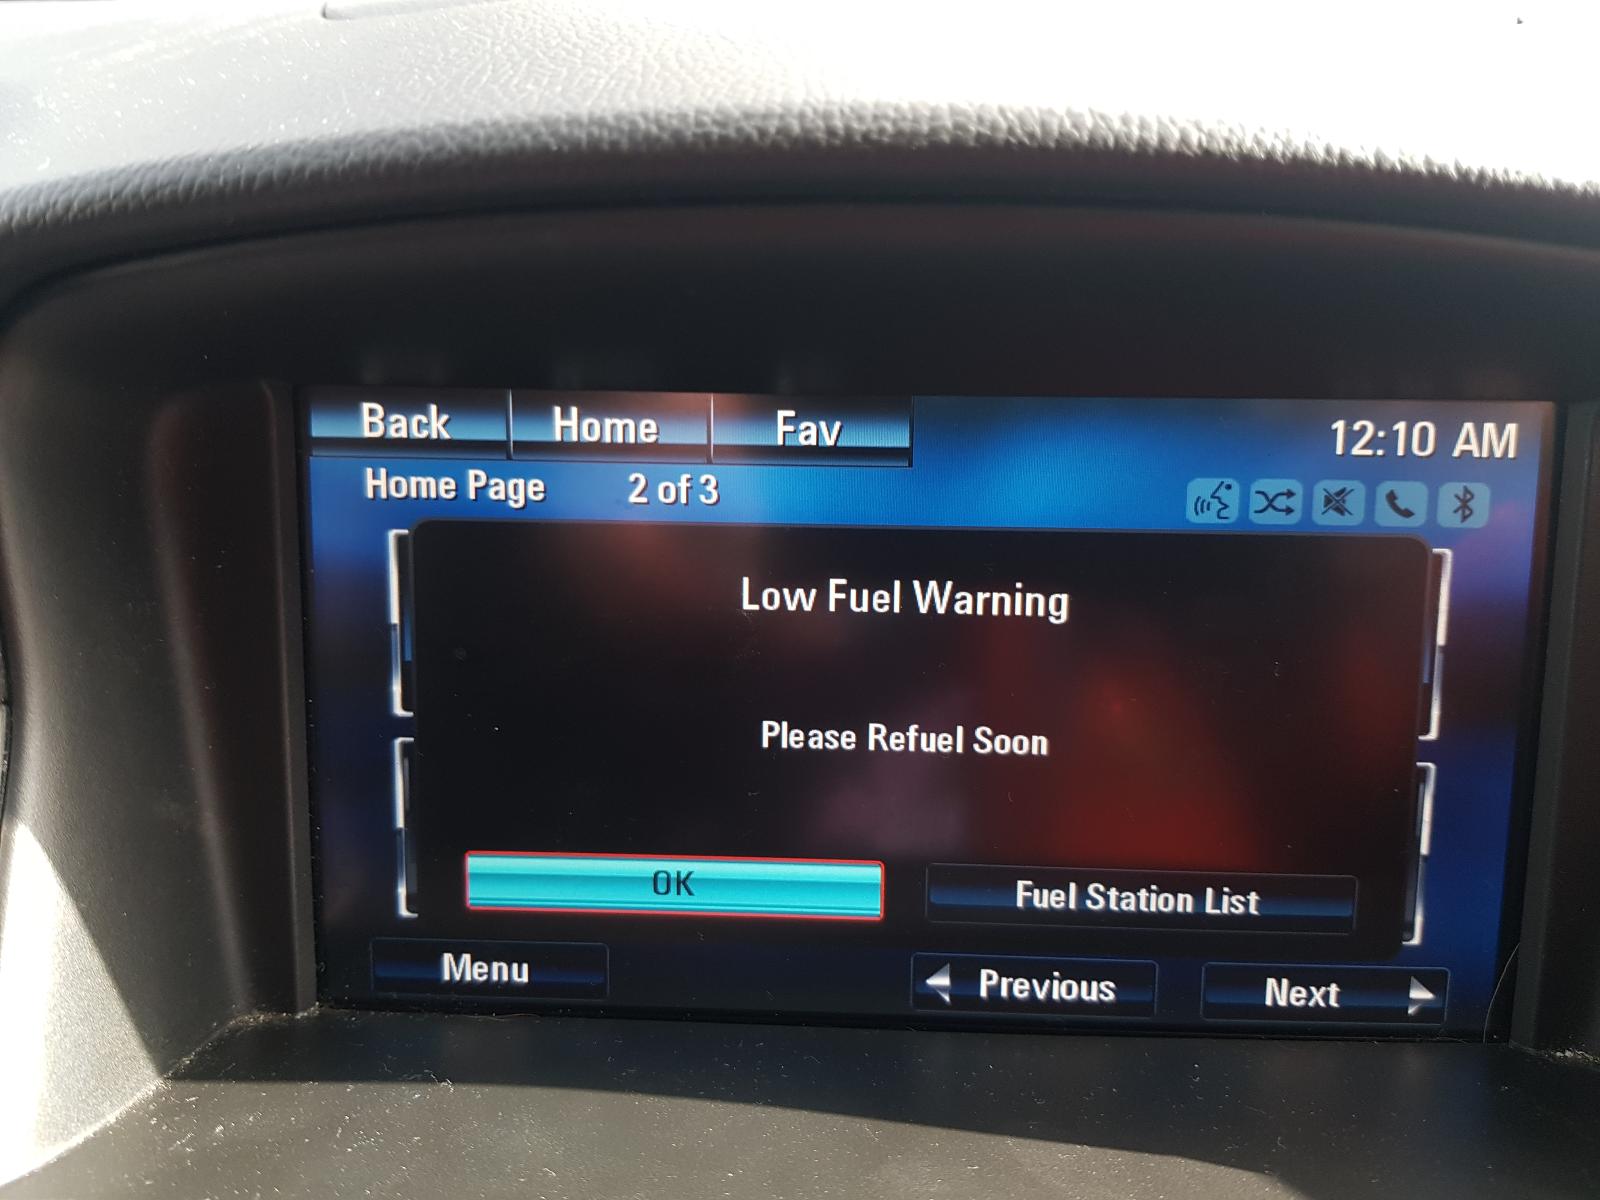 Back Home Fav
12:10 AM
Home Page 2 of 3
Low Fuel Warning
Please Refuel Soon
OK Fuel Station List
Menu Previous Next